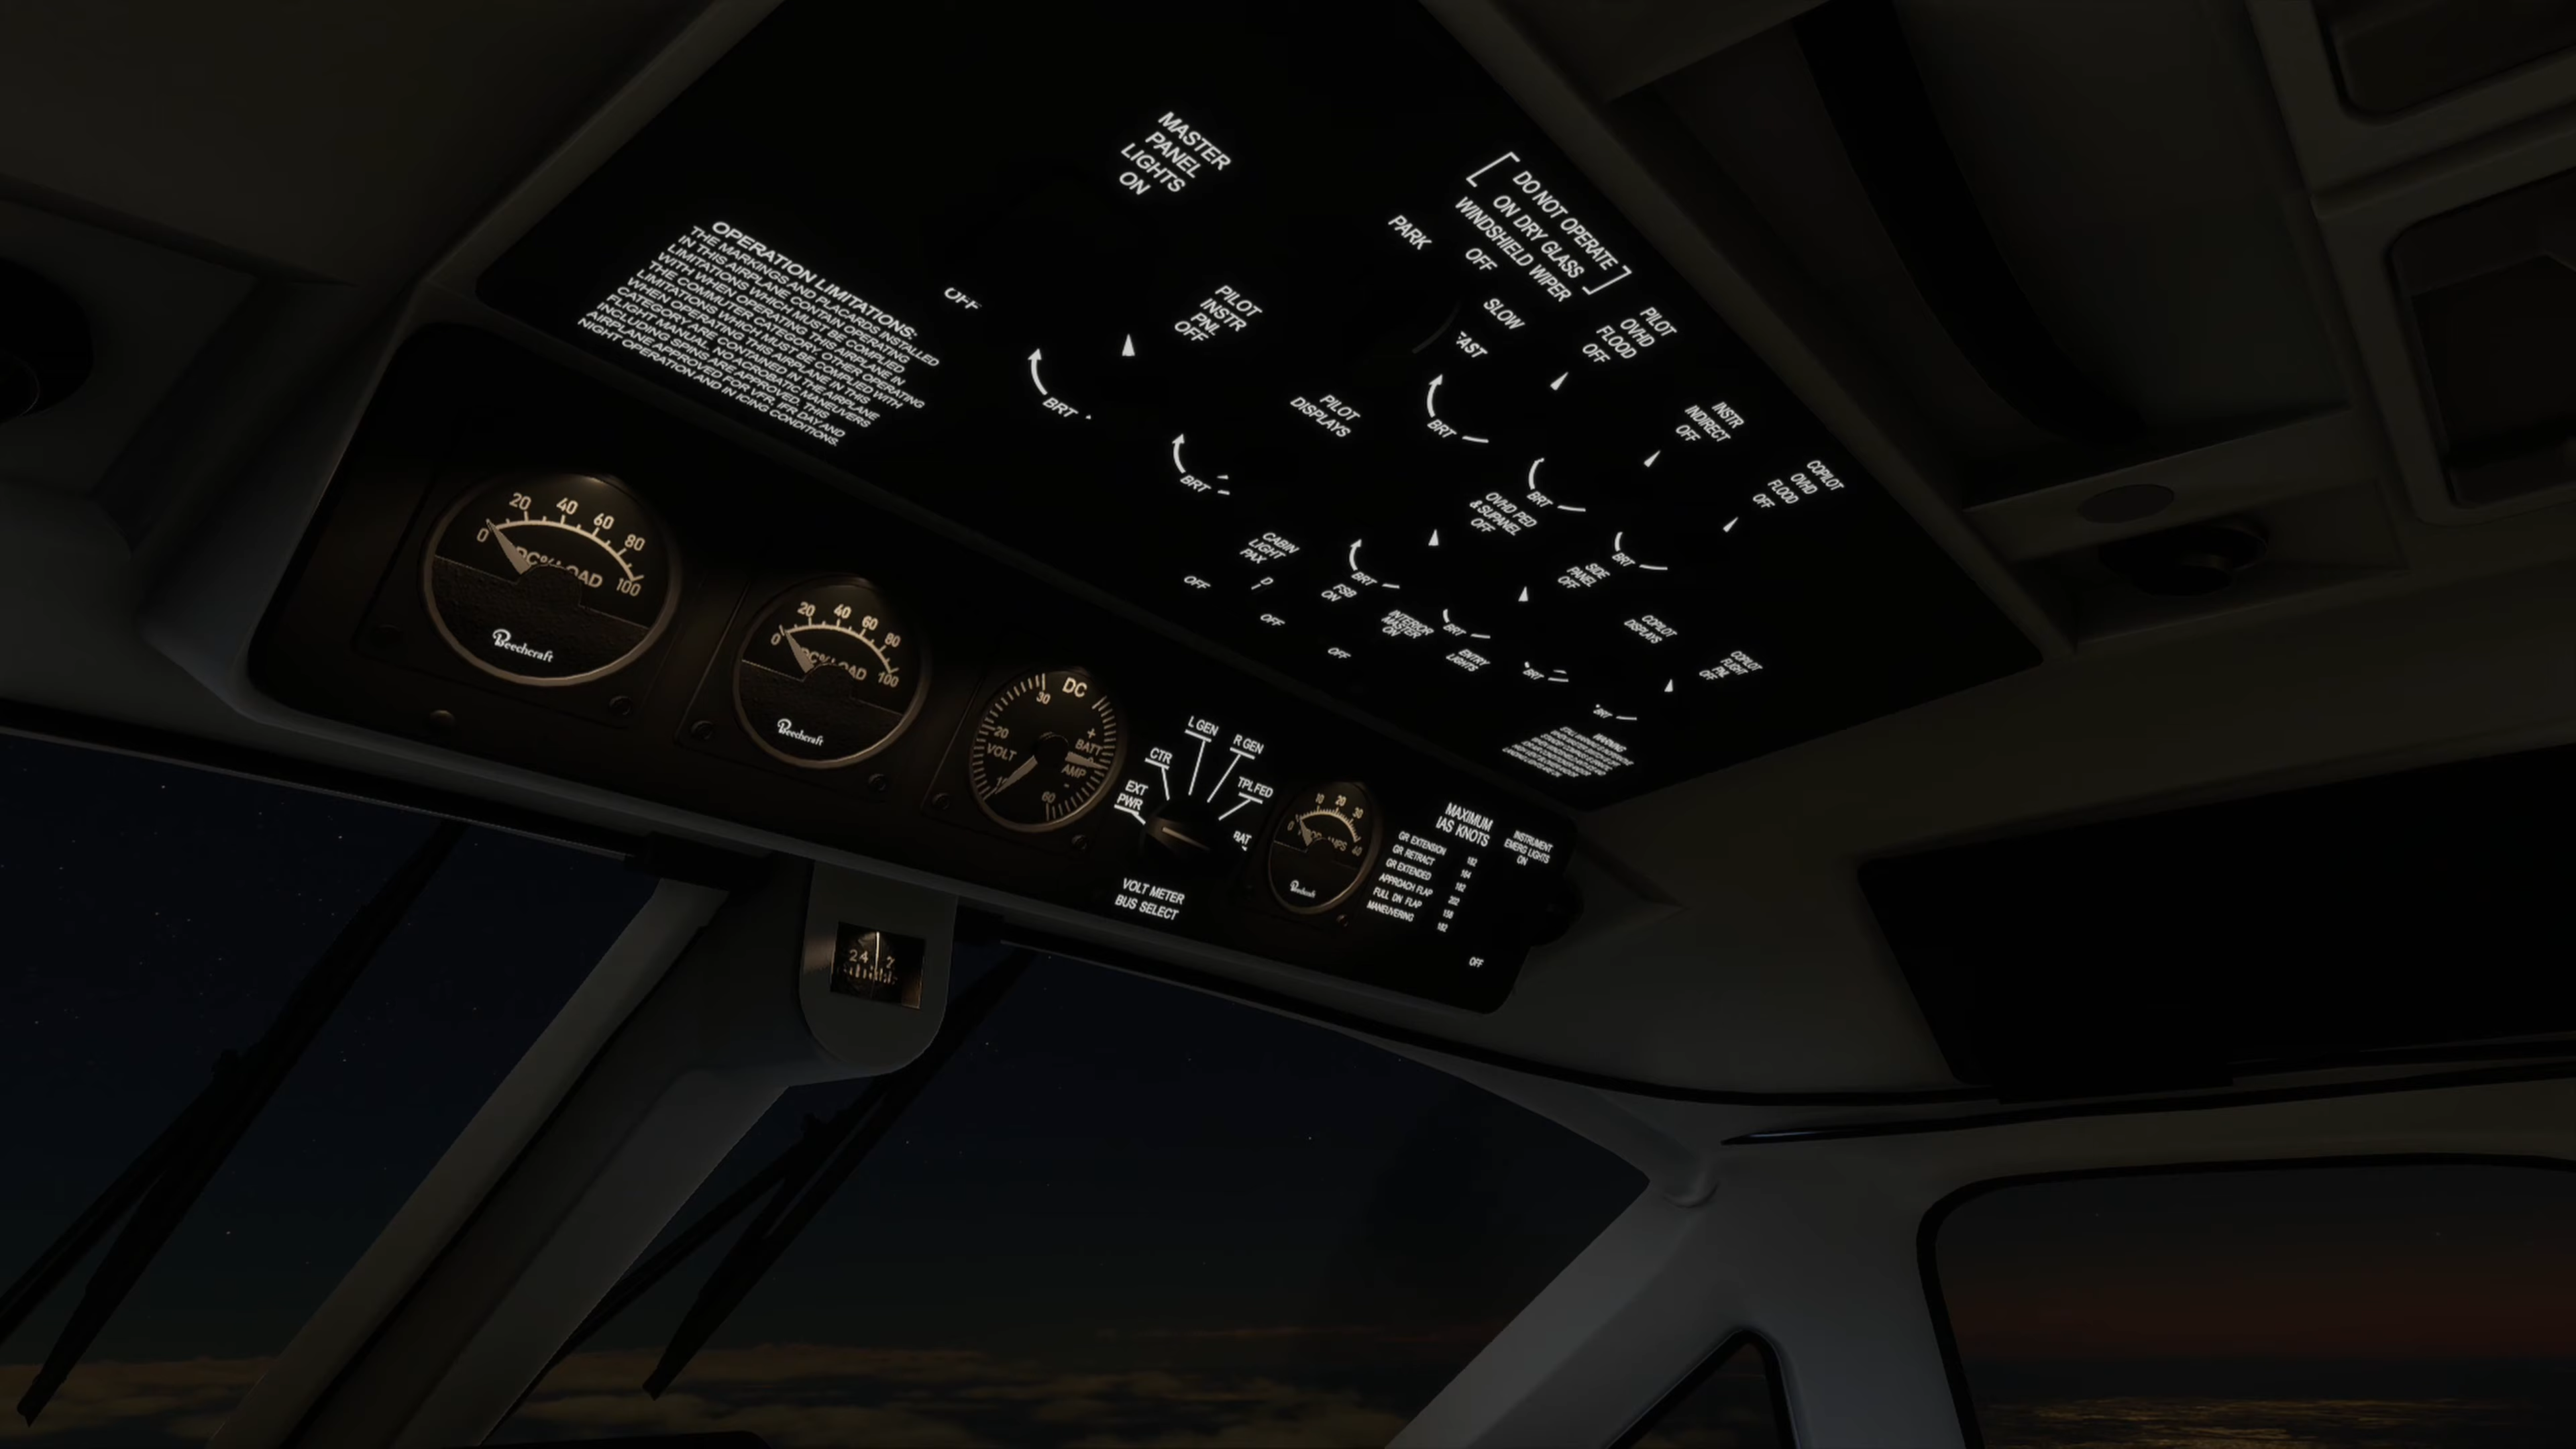 MASTER
PANEL
LIGHTS
ON
DO NOT OPERATE
ON DRY GLASS
WINDSHIELD WIPER
PARK
OFF
SLOW
FAST
OPERATION LIMITATIONS:
THE MARKINGS AND PLACARDS INSTALLED
IN THIS AIRPLANE CONTAIN OPERATING
LIMITATIONS WHICH MUST BE COMPLIED
WITH WHEN OPERATING THIS AIRPLANE IN
THE COMMUTER CATEGORY. OTHER OPERATING
LIMITATIONS WHICH MUST BE COMPLIED WITH
WHEN OPERATING THIS AIRPLANE IN THIS
CATEGORY ARE CONTAINED IN THE AIRPLANE
FLIGHT MANUAL. NO ACROBATIC MANEUVERS
INCLUDING SPINS ARE APPROVED. THIS
AIRPLANE APPROVED FOR VFR, IFR, DAY AND
NIGHT OPERATION AND IN ICING CONDITIONS.
OFF
BRT
PILOT
INSTR
PNL
OFF
BRT
PILOT
DISPLAYS
PILOT
OVHD
FLOOD
OFF
BRT
INSTR
INDIRECT
OFF
BRT
COPILOT
OVHD
FLOOD
OFF
BRT
OVHD PED
& SUBPANEL
OFF
BRT
SIDE
PANEL
OFF
BRT
COPILOT
DISPLAYS
BRT
COPILOT
FLIGHT
PNL
OFF
BRT
CABIN
LIGHT
PAX
OFF
FSB
ON
OFF
INTERIOR
MASTER
ON
OFF
ENTRY
LIGHTS
WARNING
0 20 40 60 80 100
DC % LOAD
Beechcraft
0 20 40 60 80 100
DC % LOAD
Beechcraft
DC
30
20
VOLT
+
BATT
AMP
-
60
EXT
PWR
CTR
L GEN
R GEN
TPL FED
BAT
VOLT METER
BUS SELECT
0 10 20 30 40
Beechcraft
MAXIMUM
IAS KNOTS
GR EXTENSION 182
GR RETRACT 164
GR EXTENDED 182
APPROACH FLAP 202
FULL DN FLAP 158
MANEUVERING 182
INSTRUMENT
EMERG LIGHTS
ON
OFF
24